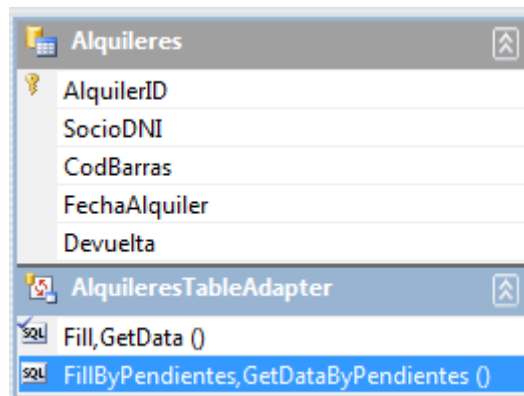 Alquileres
AlquilerID
SocioDNI
CodBarras
FechaAlquiler
Devuelta
AlquileresTableAdapter
SQL Fill,GetData ()
SQL FillByPendientes,GetDataByPendientes ()